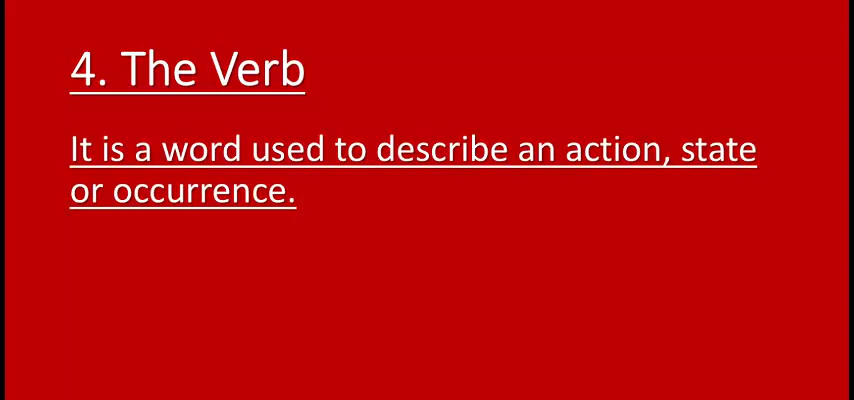 4. The Verb
It is a word used to describe an action, state
or occurrence.